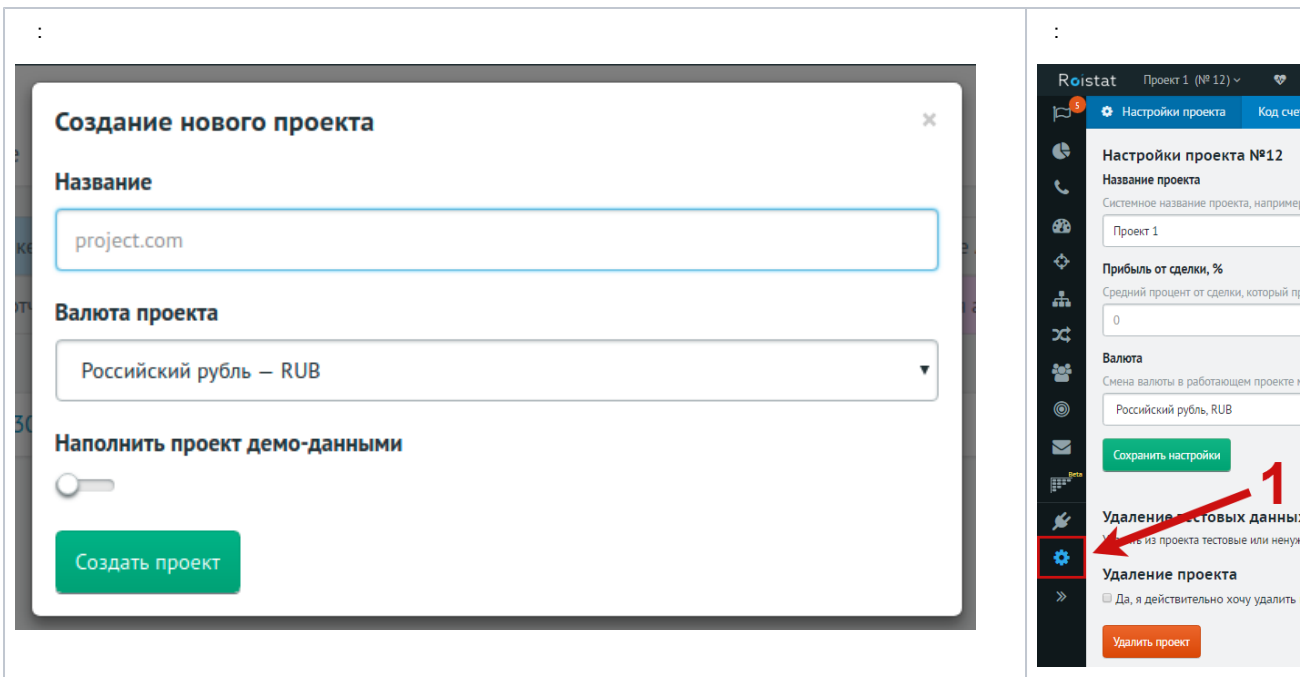 :
Создание нового проекта ×
Название
project.com
Валюта проекта
Российский рубль — RUB
Наполнить проект демо-данными
Создать проект
:
Roistat Проект 1 (№ 12)
5
Настройки проекта Код сче
Настройки проекта №12
Название проекта
Системное название проекта, например
Проект 1
Прибыль от сделки, %
Средний процент от сделки, который пр
0
Валюта
Смена валюты в работающем проекте м
Российский рубль, RUB
Сохранить настройки
Beta
1
Удаление тестовых данных
из проекта тестовые или ненуж
Удаление проекта
Да, я действительно хочу удалить
Удалить проект